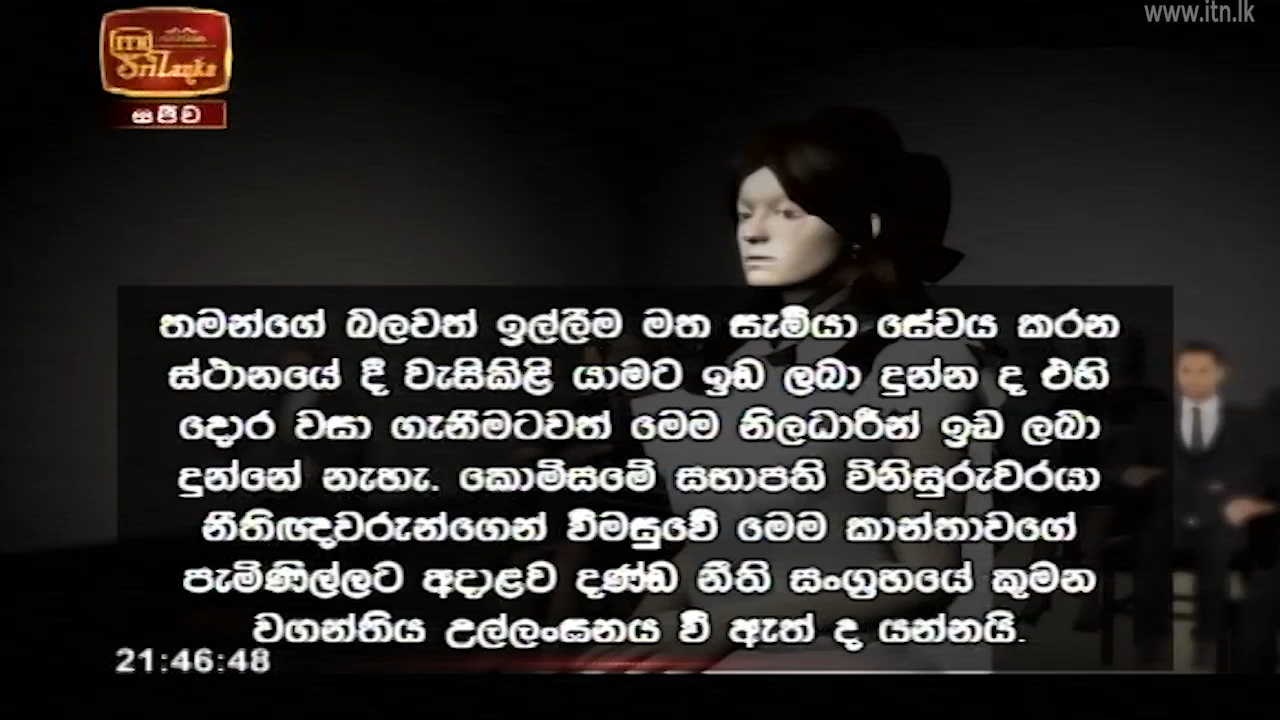 www.itn.lk
itn
Sri Lanka
සජීව
තමන්ගේ බලවත් ඉල්ලීම මත සැමියා සේවය කරන
ස්ථානයේ දී වැසිකිළි යාමට ඉඩ ලබා දුන්න ද එහි
දොර වසා ගැනීමටවත් මෙම නිලධාරීන් ඉඩ ලබා
දුන්නේ නැහැ. කොමිසමේ සභාපති විනිසුරුවරයා
නීතිඥවරුන්ගෙන් විමසුවේ මෙම කාන්තාවගේ
පැමිණිල්ලට අදාළව දණ්ඩ නීති සංග්‍රහයේ කුමන
වගන්තිය උල්ලංඝනය වී ඇත් ද යන්නයි.
21:46:48